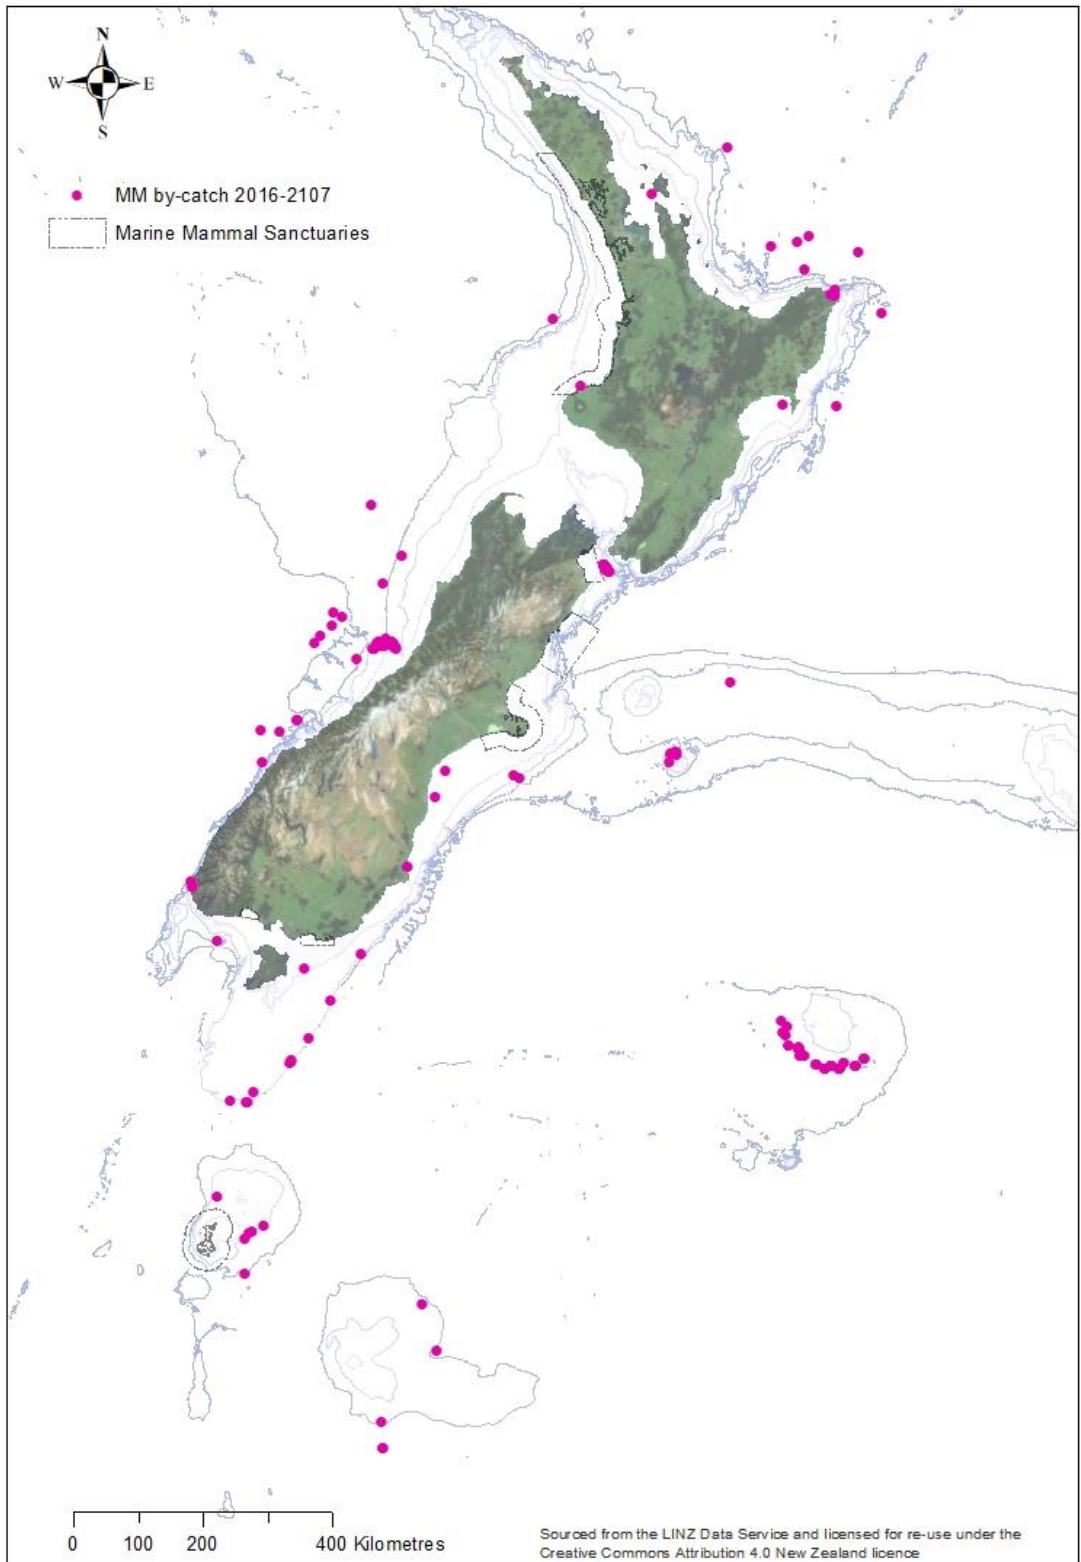 N
W E
S
MM by-catch 2016-2107
Marine Mammal Sanctuaries
0 100 200 400 Kilometres
Sourced from the LINZ Data Service and licensed for re-use under the
Creative Commons Attribution 4.0 New Zealand licence